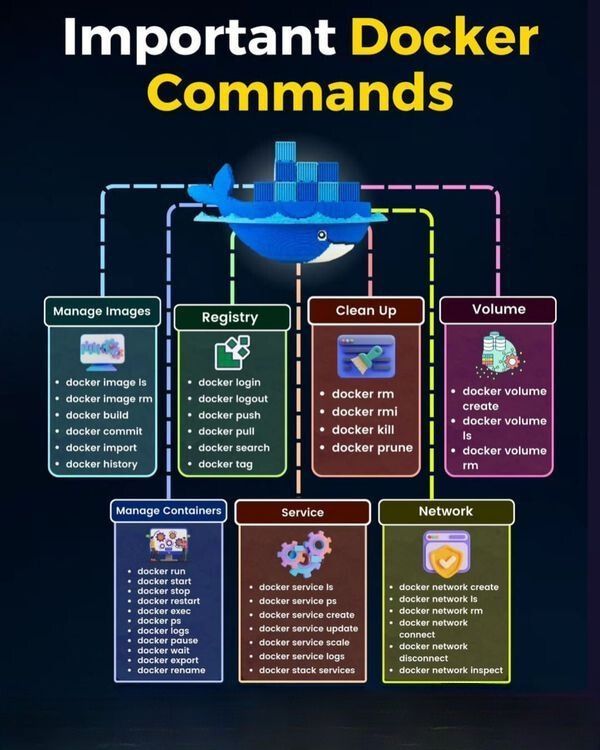 Important Docker
Commands
Manage Images
docker image ls
docker image rm
docker build
docker commit
docker import
docker history
Registry
docker login
docker logout
docker push
docker pull
docker search
docker tag
Clean Up
docker rm
docker rmi
docker kill
docker prune
Volume
docker volume
create
docker volume
ls
docker volume
rm
Manage Containers
docker run
docker start
docker stop
docker restart
docker exec
docker ps
docker logs
docker pause
docker wait
docker export
docker rename
Service
docker service ls
docker service ps
docker service create
docker service update
docker service scale
docker service logs
docker stack services
Network
docker network create
docker network ls
docker network rm
docker network
connect
docker network
disconnect
docker network inspect